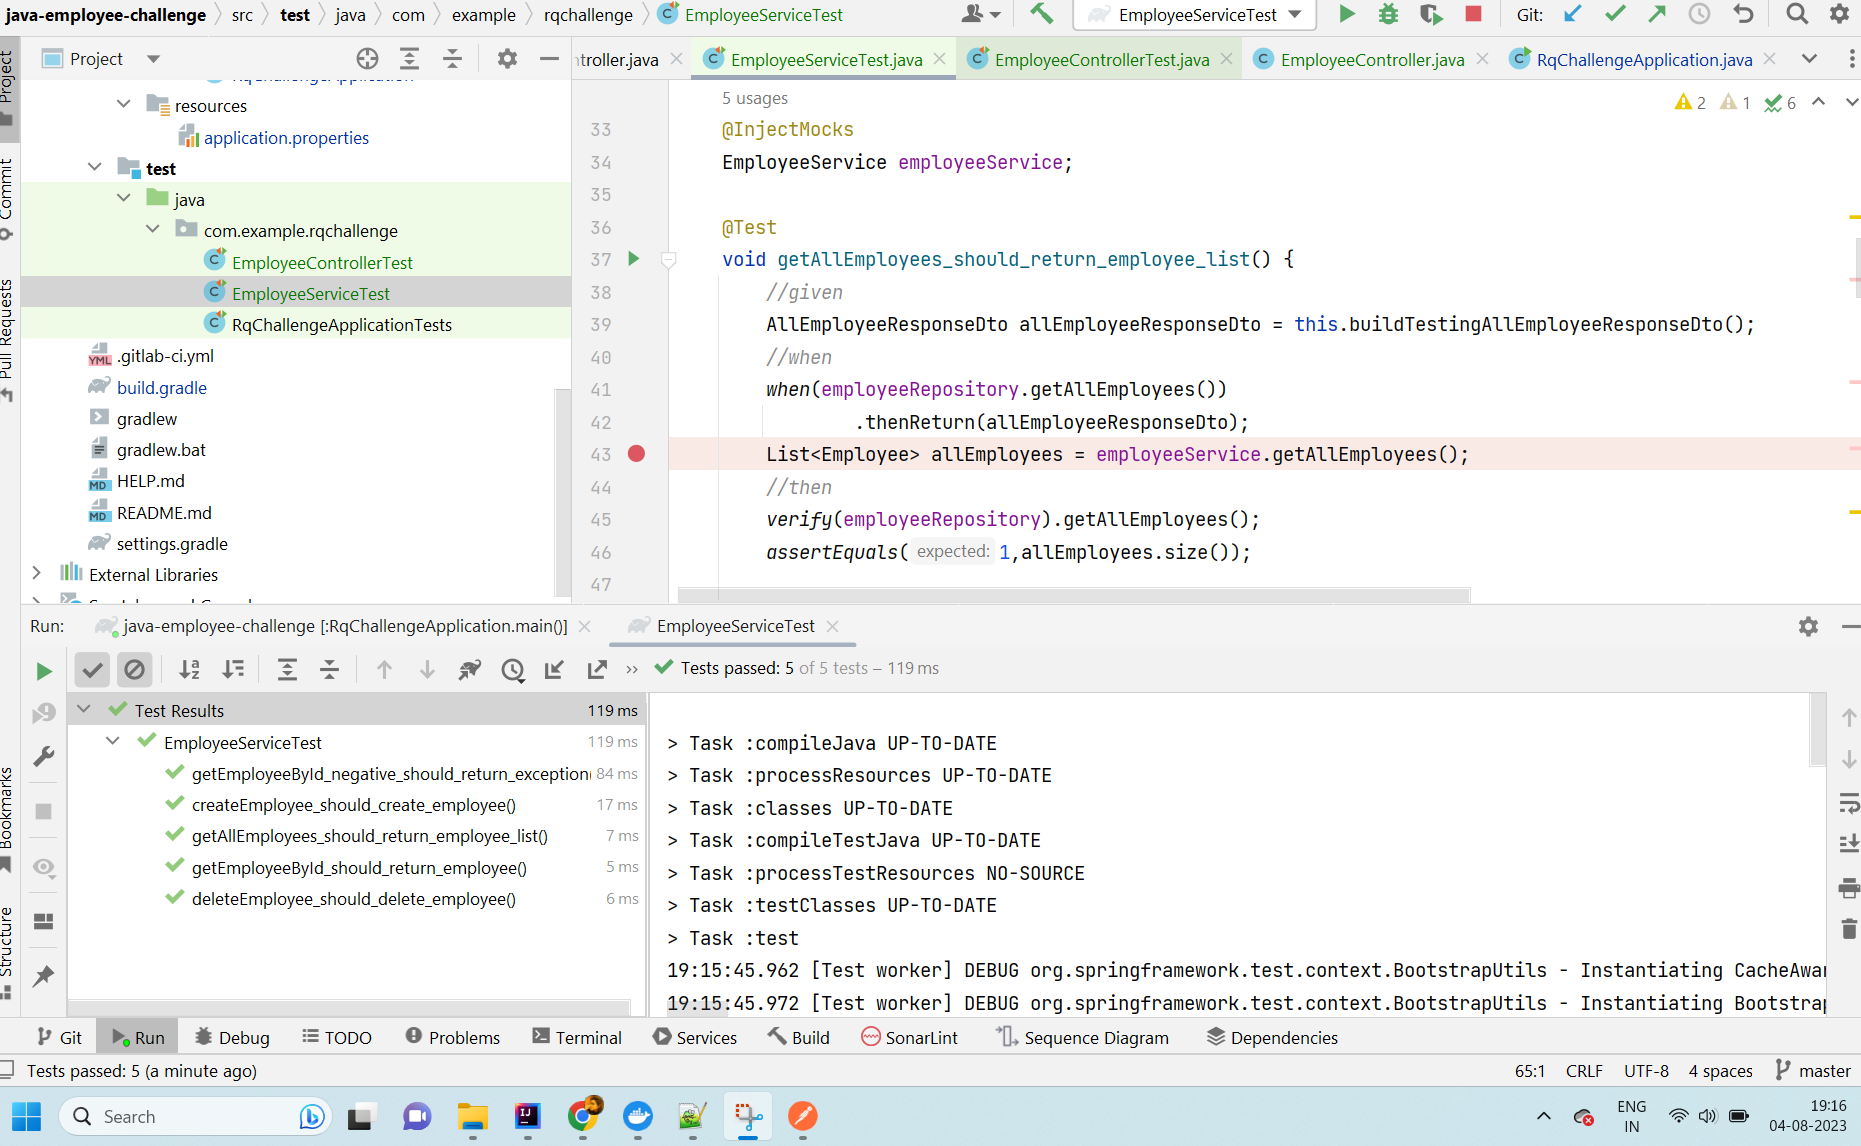 java-employee-challenge > src > test > java > com > example > rqchallenge > EmployeeServiceTest
EmployeeServiceTest
Git:
Project
ntroller.java
EmployeeServiceTest.java
EmployeeControllerTest.java
EmployeeController.java
RqChallengeApplication.java
Project
Commit
Pull Requests
Bookmarks
Structure
RqChallengeApplication
resources
application.properties
test
java
com.example.rqchallenge
EmployeeControllerTest
EmployeeServiceTest
RqChallengeApplicationTests
.gitlab-ci.yml
build.gradle
gradlew
gradlew.bat
HELP.md
README.md
settings.gradle
External Libraries
5 usages
2 1 6
33 @InjectMocks
34 EmployeeService employeeService;
35
36 @Test
37 void getAllEmployees_should_return_employee_list() {
38 //given
39 AllEmployeeResponseDto allEmployeeResponseDto = this.buildTestingAllEmployeeResponseDto();
40 //when
41 when(employeeRepository.getAllEmployees())
42 .thenReturn(allEmployeeResponseDto);
43 List<Employee> allEmployees = employeeService.getAllEmployees();
44 //then
45 verify(employeeRepository).getAllEmployees();
46 assertEquals( expected: 1,allEmployees.size());
47
Run:
java-employee-challenge [:RqChallengeApplication.main()]
EmployeeServiceTest
Tests passed: 5 of 5 tests – 119 ms
Test Results 119 ms
EmployeeServiceTest 119 ms
getEmployeeById_negative_should_return_exception( 84 ms
createEmployee_should_create_employee() 17 ms
getAllEmployees_should_return_employee_list() 7 ms
getEmployeeById_should_return_employee() 5 ms
deleteEmployee_should_delete_employee() 6 ms
> Task :compileJava UP-TO-DATE
> Task :processResources UP-TO-DATE
> Task :classes UP-TO-DATE
> Task :compileTestJava UP-TO-DATE
> Task :processTestResources NO-SOURCE
> Task :testClasses UP-TO-DATE
> Task :test
19:15:45.962 [Test worker] DEBUG org.springframework.test.context.BootstrapUtils - Instantiating CacheAwar
19:15:45.972 [Test worker] DEBUG org.springframework.test.context.BootstrapUtils - Instantiating Bootstrap
Git
Run
Debug
TODO
Problems
Terminal
Services
Build
SonarLint
Sequence Diagram
Dependencies
Tests passed: 5 (a minute ago)
65:1 CRLF UTF-8 4 spaces master
Search
ENG
IN
19:16
04-08-2023